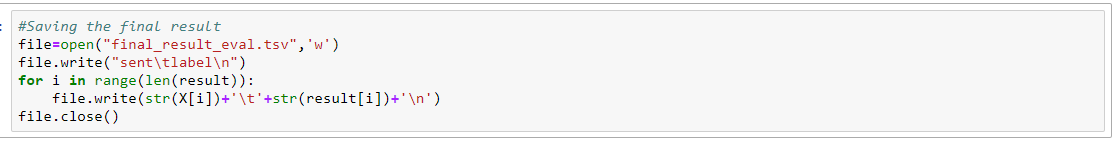 :
#Saving the final result
file=open("final_result_eval.tsv",'w')
file.write("sent\tlabel\n")
for i in range(len(result)):
    file.write(str(X[i])+'\t'+str(result[i])+'\n')
file.close()